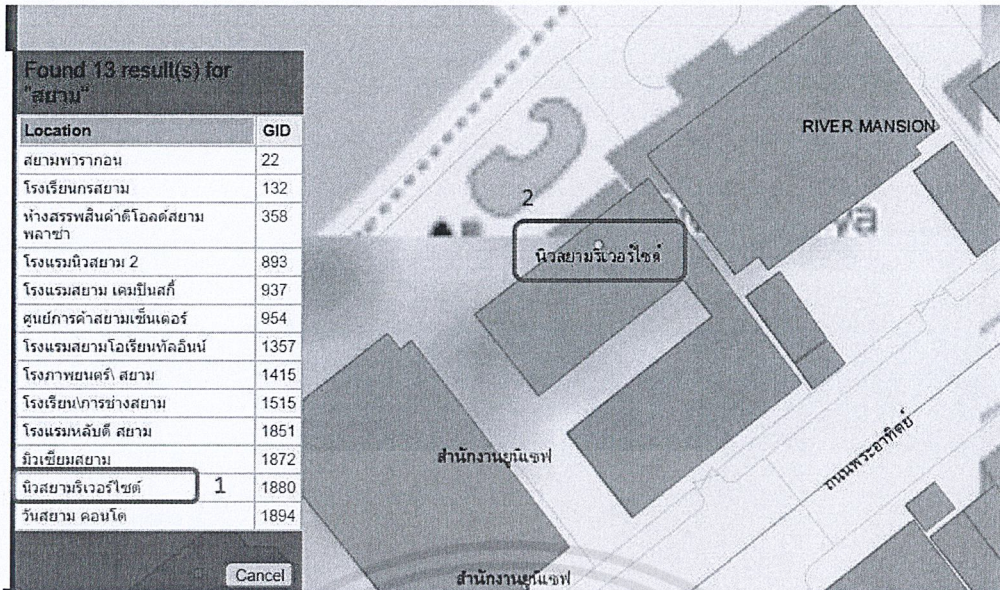 Found 13 result(s) for
"สยาม"
Location GID
สยามพารากอน 22
โรงเรียนกรสยาม 132
ห้างสรรพสินค้าดิโอลด์สยาม 358
พลาซ่า
โรงแรมนิวสยาม 2 893
โรงแรมสยาม เคมปินสกี้ 937
ศูนย์การค้าสยามเซ็นเตอร์ 954
โรงแรมสยามโอเรียนทัลอินน์ 1357
โรงภาพยนตร์\ สยาม 1415
โรงเรียน\การช่างสยาม 1515
โรงแรมหลับดี สยาม 1851
มิวเซียมสยาม 1872
นิวสยามริเวอร์ไซด์ 1 1880
วันสยาม คอนโด 1894
Cancel
RIVER MANSION
2
va
นิวสยามริเวอร์ไซด์
สำนักงานยูนิเซฟ
ถนนพระอาทิตย์
สำนักงานยูนิเซฟ